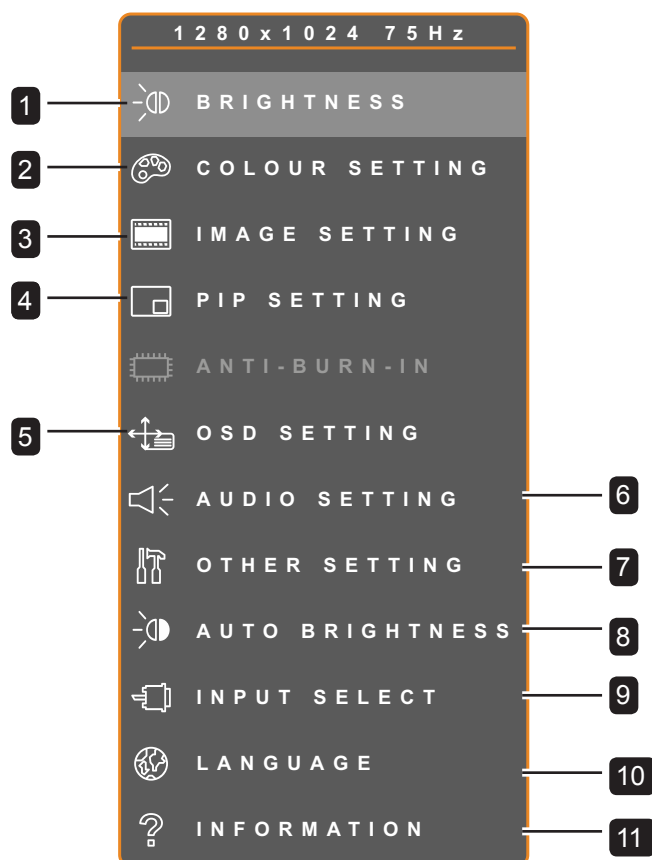 1280x1024 75Hz
1 BRIGHTNESS
2 COLOUR SETTING
3 IMAGE SETTING
4 PIP SETTING
ANTI-BURN-IN
5 OSD SETTING
AUDIO SETTING 6
OTHER SETTING 7
AUTO BRIGHTNESS 8
INPUT SELECT 9
LANGUAGE 10
INFORMATION 11